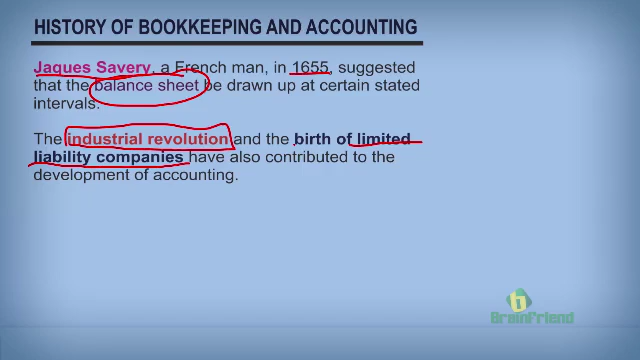 HISTORY OF BOOKKEEPING AND ACCOUNTING
Jaques Savery, a French man, in 1655, suggested
that the balance sheet be drawn up at certain stated
intervals.
The industrial revolution and the birth of limited
liability companies have also contributed to the
development of accounting.
b
BrainFriend